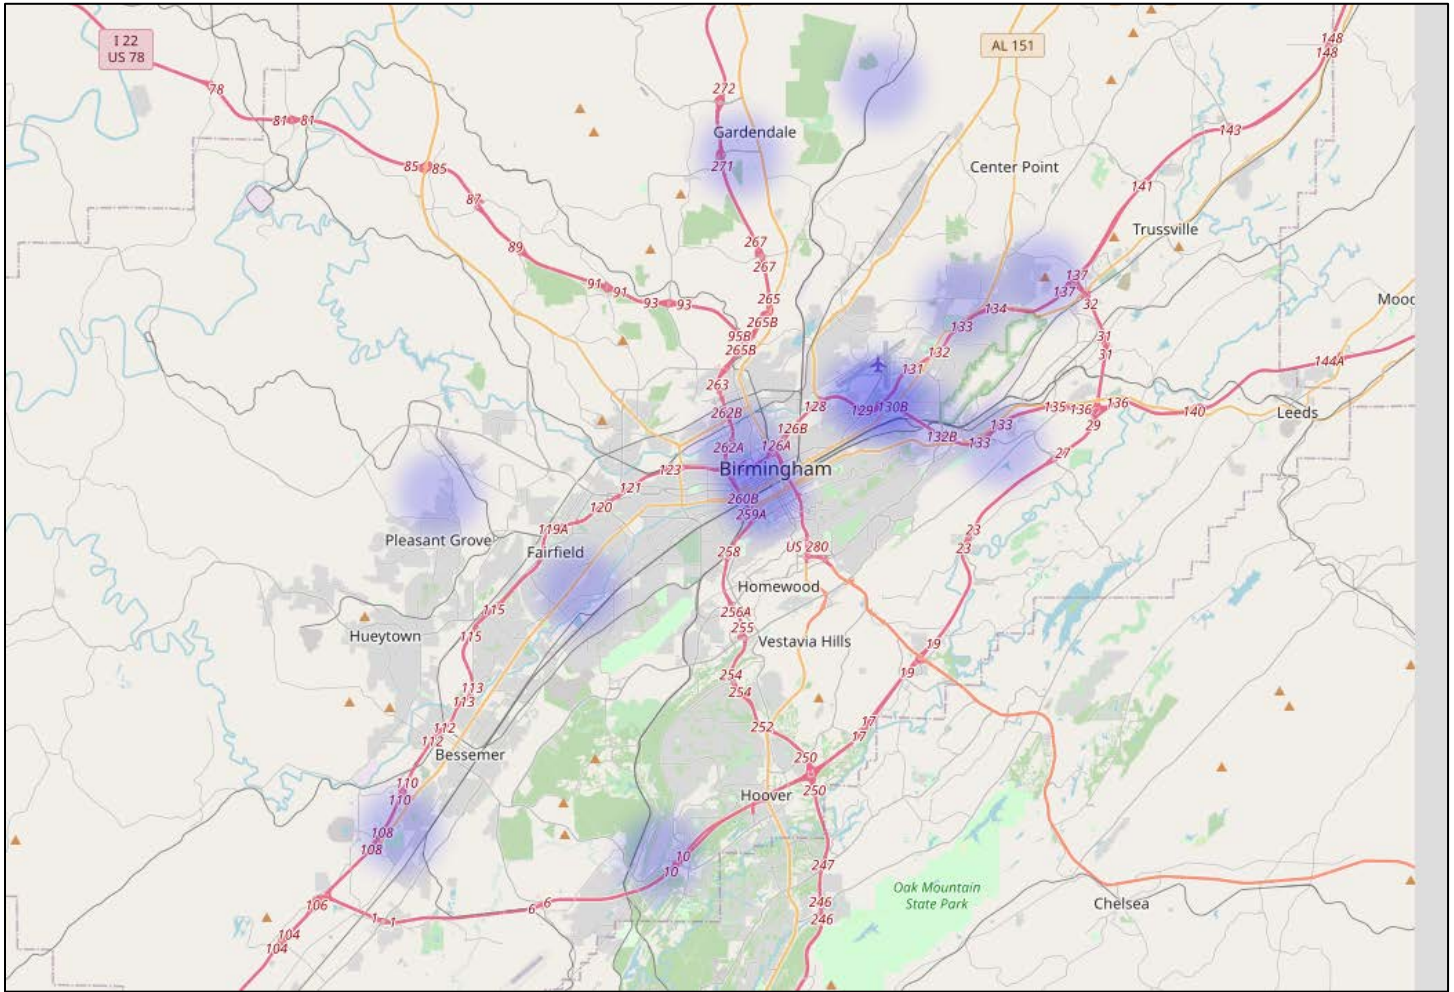 I 22
US 78
AL 151
148
148
78
272
81
81
Gardendale
143
85
85
271
Center Point
141
87
Trussville
89
267
267
137
137
91
91
93
93
265
134
32
Mooc
265B
133
95B
265B
31
31
132
144A
131
263
262B
128
129
130B
135
136
136
140
Leeds
126B
29
133
132B
133
262A
126A
27
Birmingham
123
121
260B
120
259A
119A
23
23
Pleasant Grove
Fairfield
258
US 280
Homewood
115
256A
255
115
Hueytown
Vestavia Hills
19
19
254
254
113
113
17
17
112
112
252
Bessemer
250
250
110
110
Hoover
108
108
10
10
247
Oak Mountain
State Park
106
6
6
246
246
Chelsea
1
1
104
104